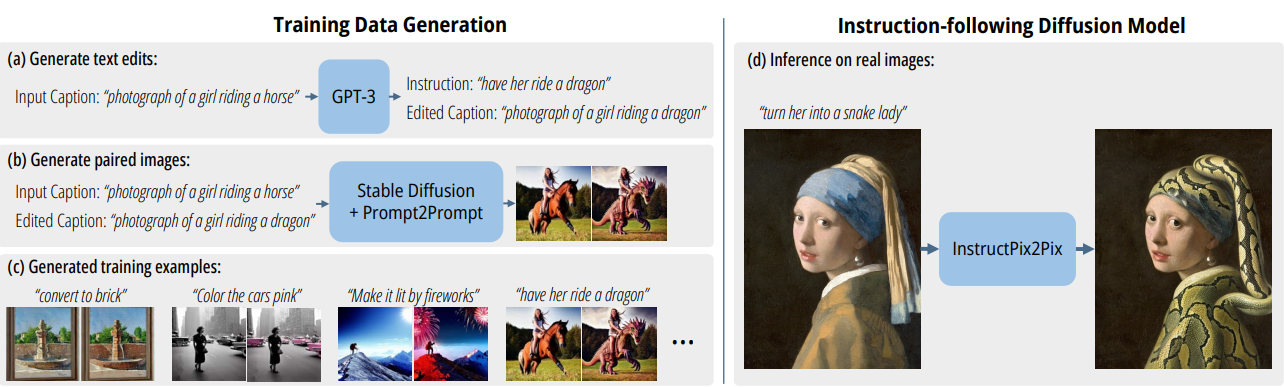 Training Data Generation
(a) Generate text edits:
Input Caption: “photograph of a girl riding a horse”
GPT-3
Instruction: “have her ride a dragon”
Edited Caption: “photograph of a girl riding a dragon”
(b) Generate paired images:
Input Caption: “photograph of a girl riding a horse”
Edited Caption: “photograph of a girl riding a dragon”
Stable Diffusion
+ Prompt2Prompt
(c) Generated training examples:
“convert to brick”
“Color the cars pink”
“Make it lit by fireworks”
“have her ride a dragon”
...
Instruction-following Diffusion Model
(d) Inference on real images:
“turn her into a snake lady”
InstructPix2Pix